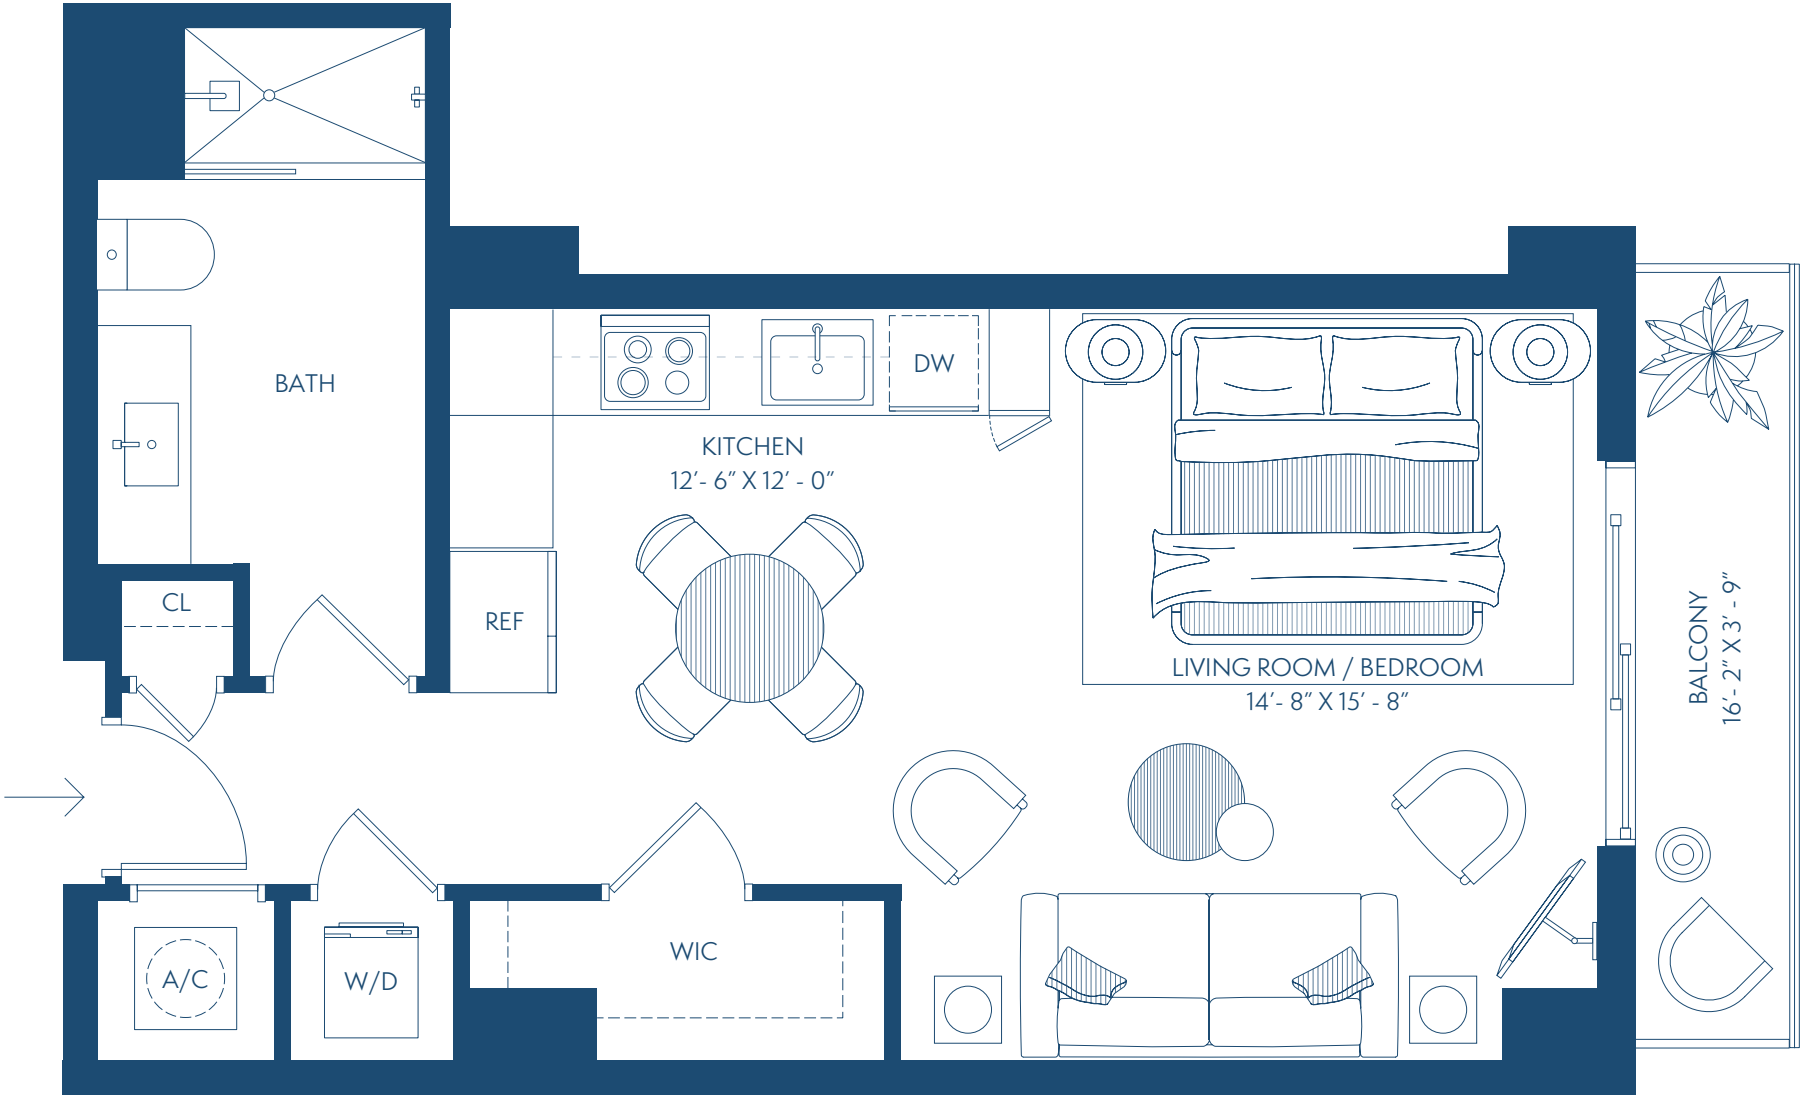 BATH
DW
KITCHEN
12’- 6” X 12’ - 0”
CL
REF
LIVING ROOM / BEDROOM
14’- 8” X 15’ - 8”
BALCONY
16’- 2” X 3’ - 9”
WIC
A/C
W/D